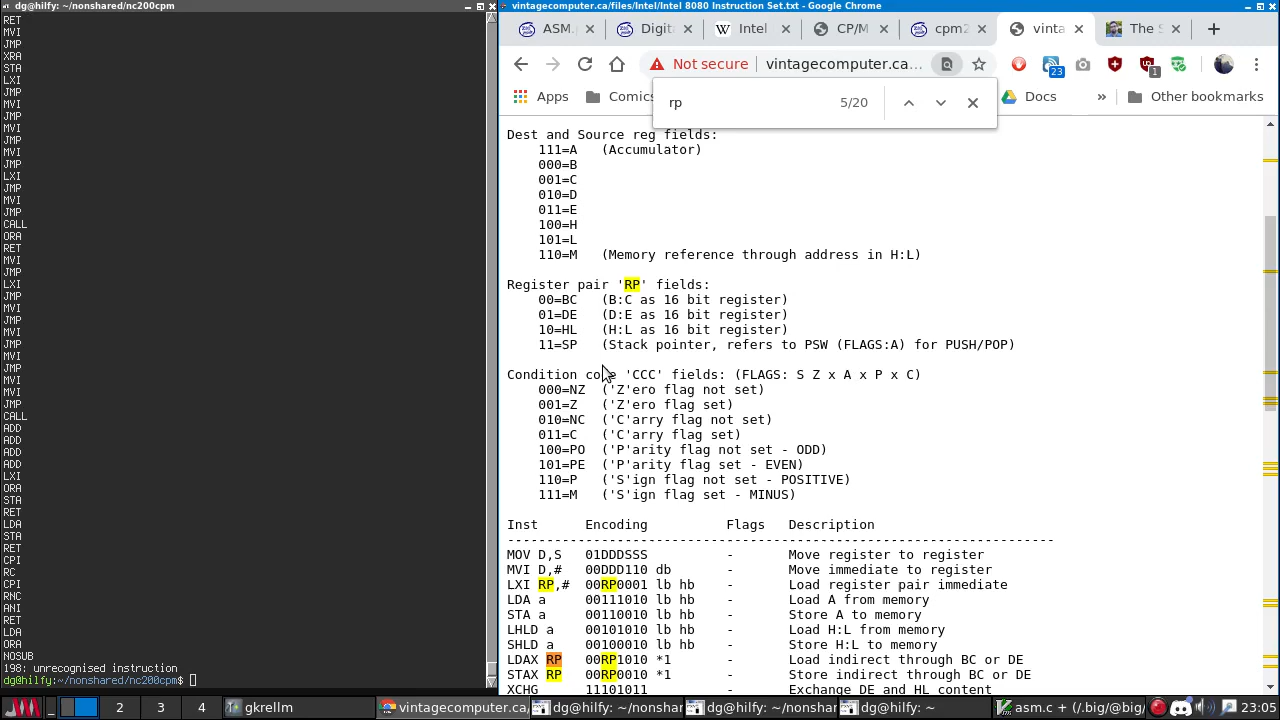 dg@hilfy: ~/nonshared/nc200cpm
RET
MVI
JMP
XRA
STA
LXI
JMP
MVI
JMP
MVI
JMP
MVI
JMP
LXI
JMP
MVI
JMP
CALL
ORA
RET
MVI
JMP
LXI
JMP
MVI
JMP
MVI
JMP
MVI
JMP
MVI
MVI
JMP
CALL
ADD
ADD
ADD
ADD
LXI
ORA
STA
RET
LDA
STA
RET
CPI
RC
CPI
RNC
ANI
RET
LDA
ORA
NOSUB
198: unrecognised instruction
dg@hilfy:~/nonshared/nc200cpm$
vintagecomputer.ca/files/Intel/Intel 8080 Instruction Set.txt - Google Chrome
ASM. Digita Intel CP/M cpm2 vinta The S
Not secure vintagecomputer.ca...
23 1
Apps Comics Docs » Other bookmarks
rp 5/20
Dest and Source reg fields:
111=A (Accumulator)
000=B
001=C
010=D
011=E
100=H
101=L
110=M (Memory reference through address in H:L)
Register pair 'RP' fields:
00=BC (B:C as 16 bit register)
01=DE (D:E as 16 bit register)
10=HL (H:L as 16 bit register)
11=SP (Stack pointer, refers to PSW (FLAGS:A) for PUSH/POP)
Condition code 'CCC' fields: (FLAGS: S Z x A x P x C)
000=NZ ('Z'ero flag not set)
001=Z ('Z'ero flag set)
010=NC ('C'arry flag not set)
011=C ('C'arry flag set)
100=PO ('P'arity flag not set - ODD)
101=PE ('P'arity flag set - EVEN)
110=P ('S'ign flag not set - POSITIVE)
111=M ('S'ign flag set - MINUS)
Inst Encoding Flags Description
----------------------------------------------------------------------
MOV D,S 01DDDSSS - Move register to register
MVI D,# 00DDD110 db - Move immediate to register
LXI RP,# 00RP0001 lb hb - Load register pair immediate
LDA a 00111010 lb hb - Load A from memory
STA a 00110010 lb hb - Store A to memory
LHLD a 00101010 lb hb - Load H:L from memory
SHLD a 00100010 lb hb - Store H:L to memory
LDAX RP 00RP1010 *1 - Load indirect through BC or DE
STAX RP 00RP0010 *1 - Store indirect through BC or DE
XCHG 11101011 - Exchange DE and HL content
2 3 4 gkrellm vintagecomputer.ca/ dg@hilfy: ~/nonshar dg@hilfy: ~/nonshar dg@hilfy: ~ asm.c + (/.big/@big/ 23:05